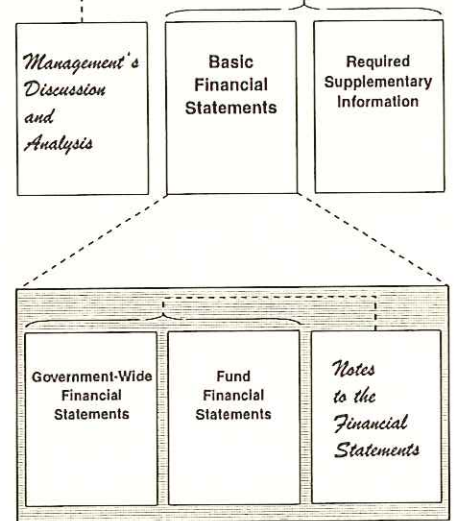 Management's
Discussion
and
Analysis
Basic
Financial
Statements
Required
Supplementary
Information
Government-Wide
Financial
Statements
Fund
Financial
Statements
Notes
to the
Financial
Statements